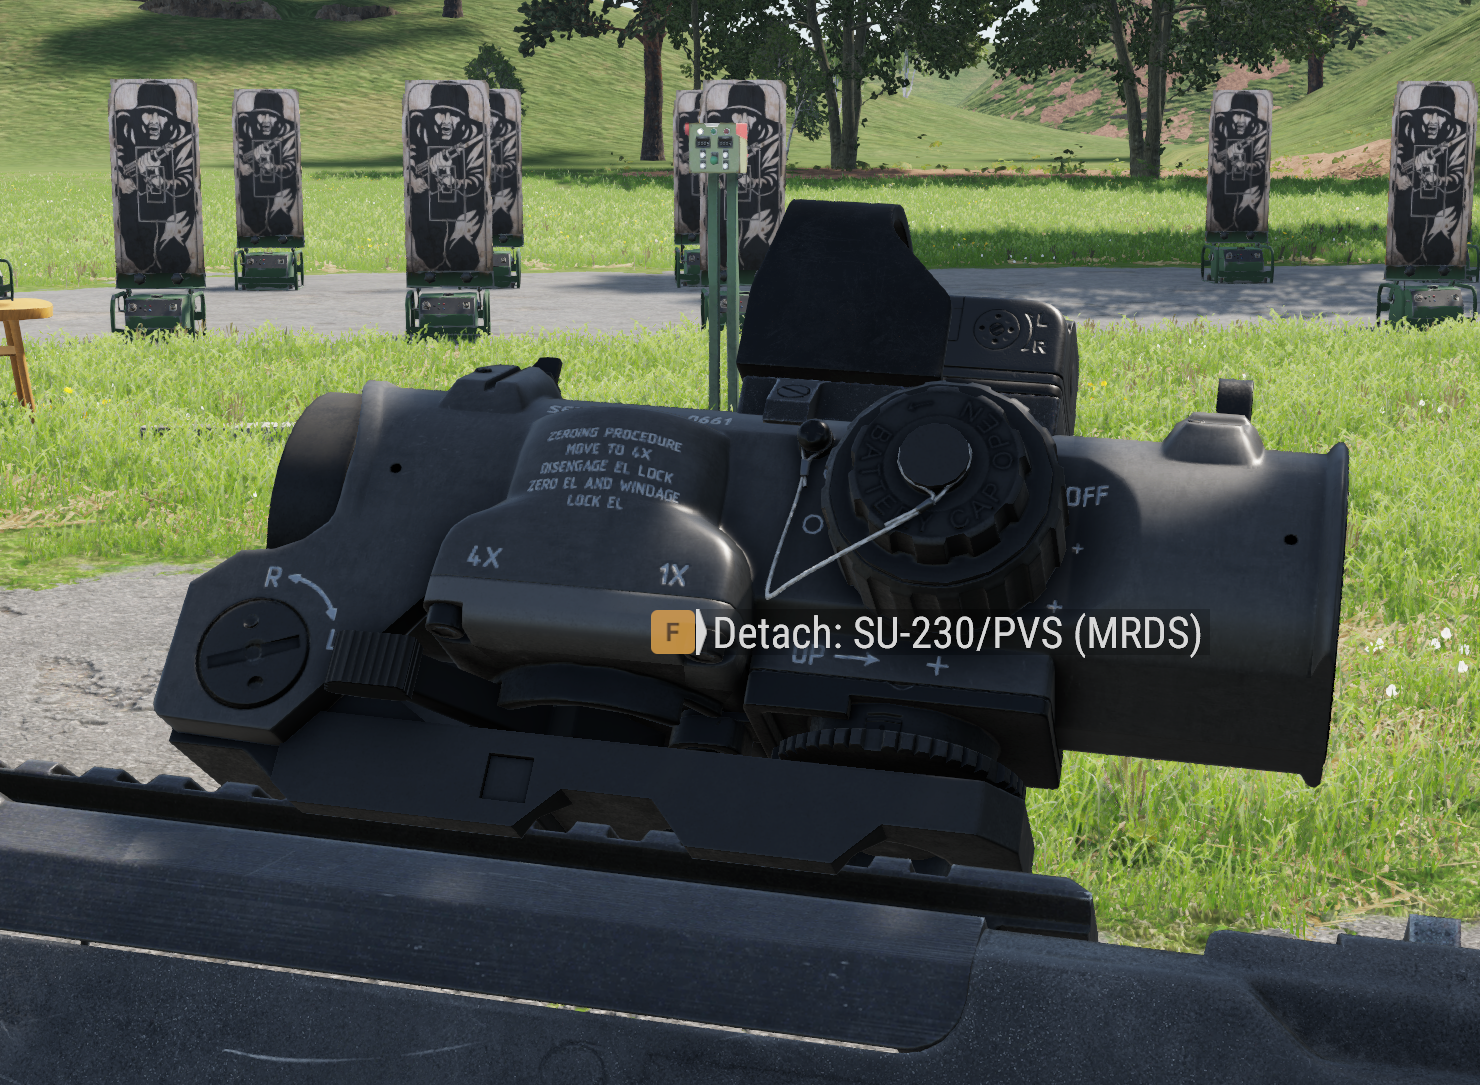 L
R
ZEROING PROCEDURE
MOVE TO 4X
DISENGAGE EL LOCK
ZERO EL AND WINDAGE
LOCK EL
OPEN
BATTERY CAP
OFF
4X
1X
R
L
F
Detach: SU-230/PVS (MRDS)
UP